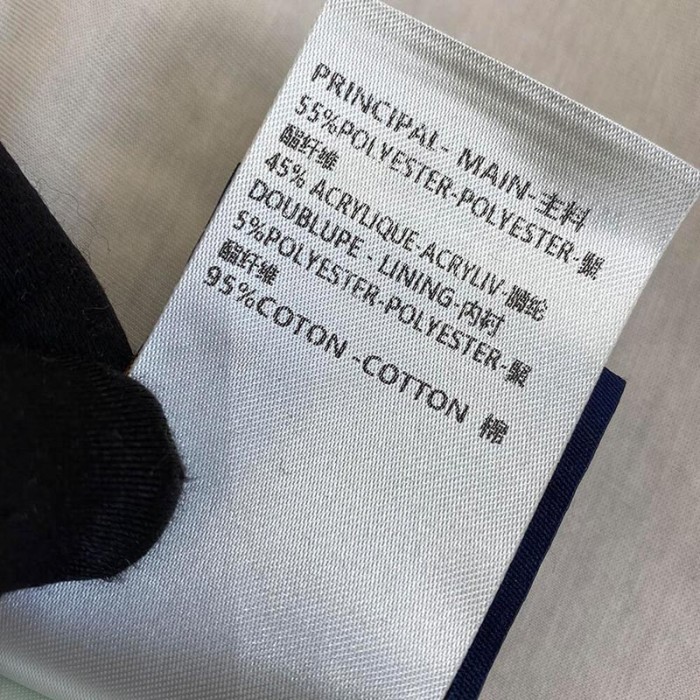 PRINCIPAL- MAIN-主料
55%POLYESTER-POLYESTER-聚
酯纤维
45% ACRYLIQUE ACRYLIV-腈纶
DOUBLUPE - LINING-内衬
5%POLYESTER-POLYESTER-聚
酯纤维
95%COTON -COTTON 棉